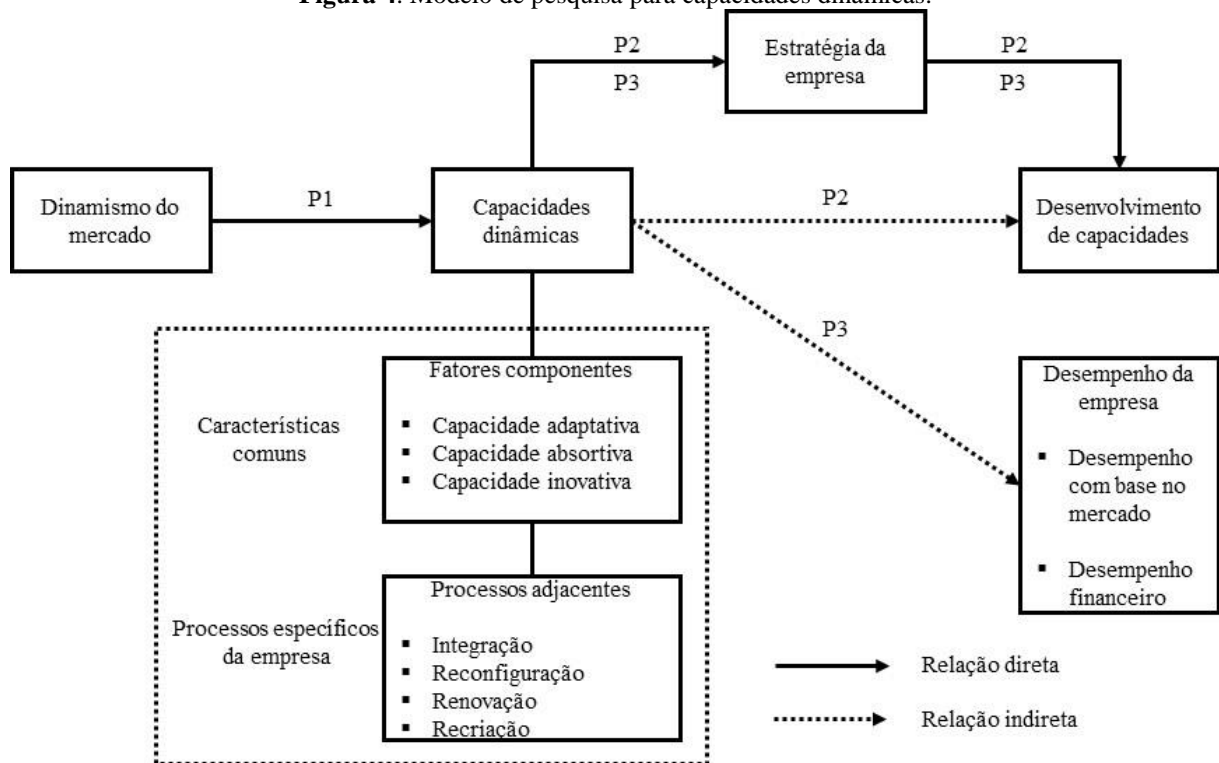 Figura 4. Modelo de pesquisa para capacidades dinâmicas.
P2
P3
Estratégia da
empresa
P2
P3
Dinamismo do
mercado
P1
Capacidades
dinâmicas
P2
Desenvolvimento
de capacidades
P3
Características
comuns
Fatores componentes
▪ Capacidade adaptativa
▪ Capacidade absortiva
▪ Capacidade inovativa
Desempenho da
empresa
▪ Desempenho
com base no
mercado
▪ Desempenho
financeiro
Processos específicos
da empresa
Processos adjacentes
▪ Integração
▪ Reconfiguração
▪ Renovação
▪ Recriação
Relação direta
Relação indireta